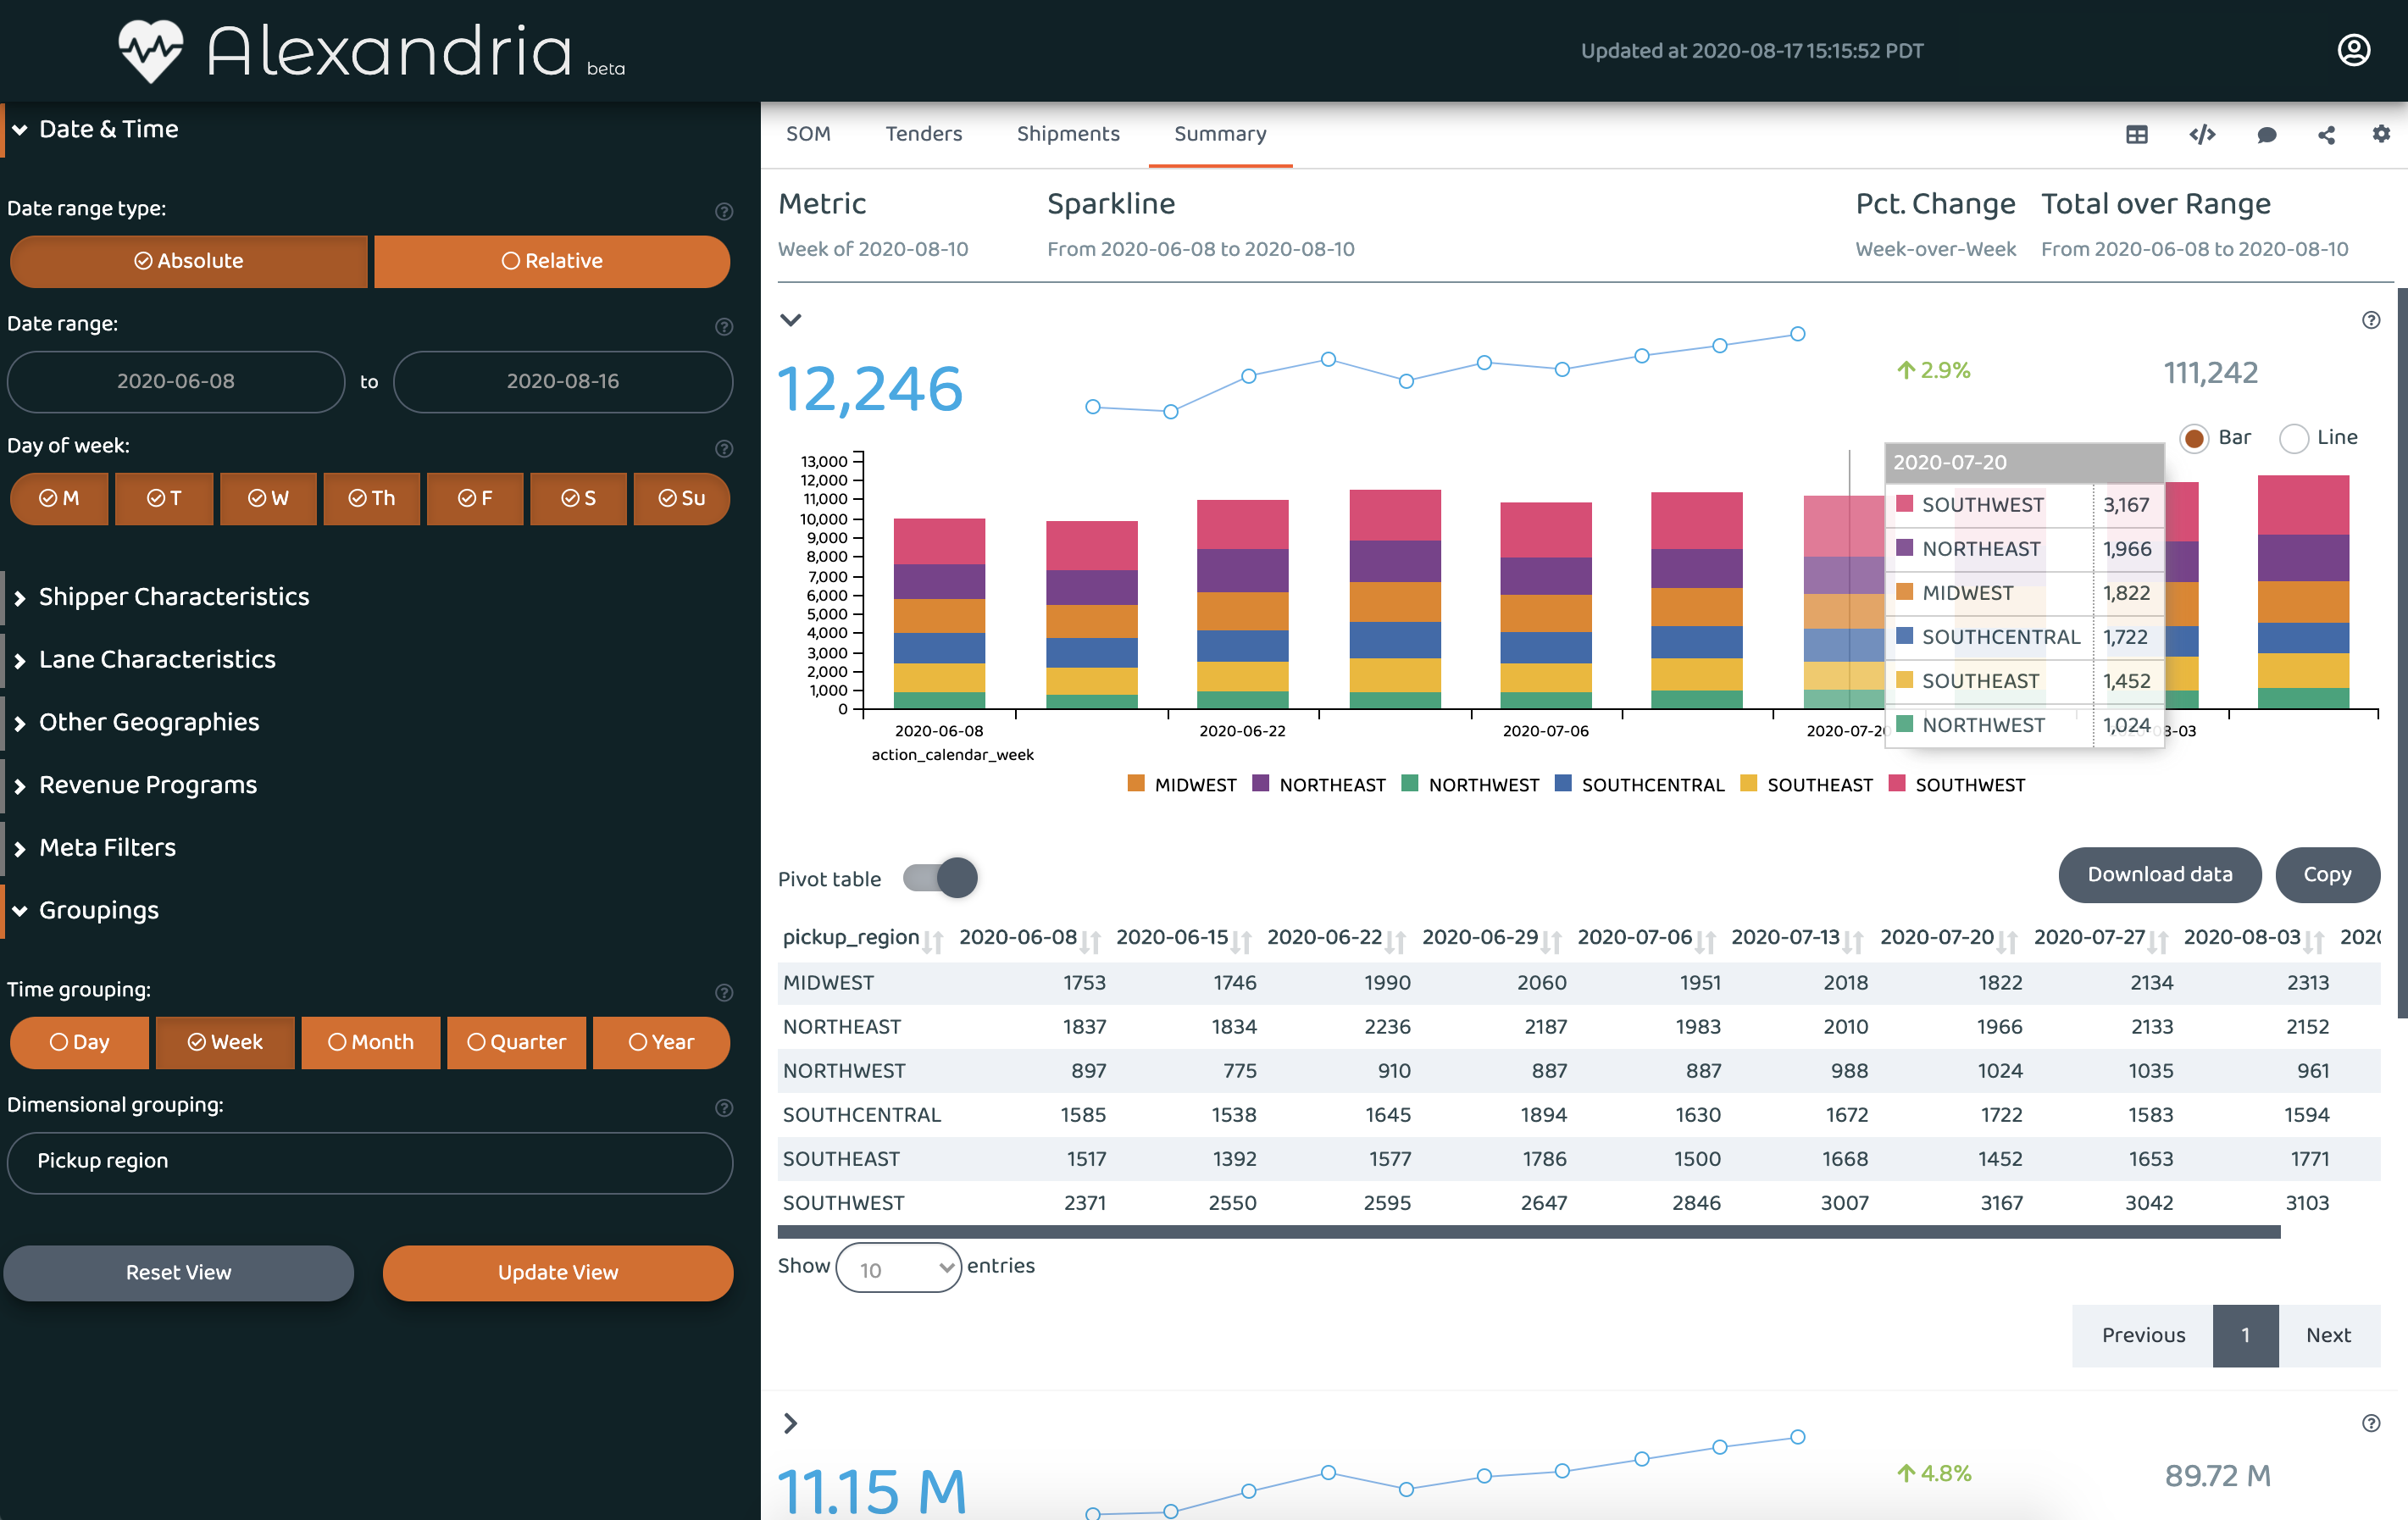 Alexandria beta
Updated at 2020-08-17 15:15:52 PDT
Date & Time
Date range type:
Absolute Relative
Date range:
2020-06-08 to 2020-08-16
Day of week:
M T W Th F S Su
Shipper Characteristics
Lane Characteristics
Other Geographies
Revenue Programs
Meta Filters
Groupings
Time grouping:
Day Week Month Quarter Year
Dimensional grouping:
Pickup region
Reset View Update View
SOM Tenders Shipments Summary
Metric Sparkline Pct. Change Total over Range
Week of 2020-08-10 From 2020-06-08 to 2020-08-10 Week-over-Week From 2020-06-08 to 2020-08-10
12,246 2.9% 111,242
Bar Line
13,000
12,000
11,000
10,000
9,000
8,000
7,000
6,000
5,000
4,000
3,000
2,000
1,000
0
2020-07-20
SOUTHWEST 3,167
NORTHEAST 1,966
MIDWEST 1,822
SOUTHCENTRAL 1,722
SOUTHEAST 1,452
NORTHWEST 1,024
2020-06-08 2020-06-22 2020-07-06 2020-07-20 8-03
action_calendar_week
MIDWEST NORTHEAST NORTHWEST SOUTHCENTRAL SOUTHEAST SOUTHWEST
Pivot table
Download data Copy
pickup_region 2020-06-08 2020-06-15 2020-06-22 2020-06-29 2020-07-06 2020-07-13 2020-07-20 2020-07-27 2020-08-03 202
MIDWEST 1753 1746 1990 2060 1951 2018 1822 2134 2313
NORTHEAST 1837 1834 2236 2187 1983 2010 1966 2133 2152
NORTHWEST 897 775 910 887 887 988 1024 1035 961
SOUTHCENTRAL 1585 1538 1645 1894 1630 1672 1722 1583 1594
SOUTHEAST 1517 1392 1577 1786 1500 1668 1452 1653 1771
SOUTHWEST 2371 2550 2595 2647 2846 3007 3167 3042 3103
Show 10 entries
Previous 1 Next
11.15 M 4.8% 89.72 M